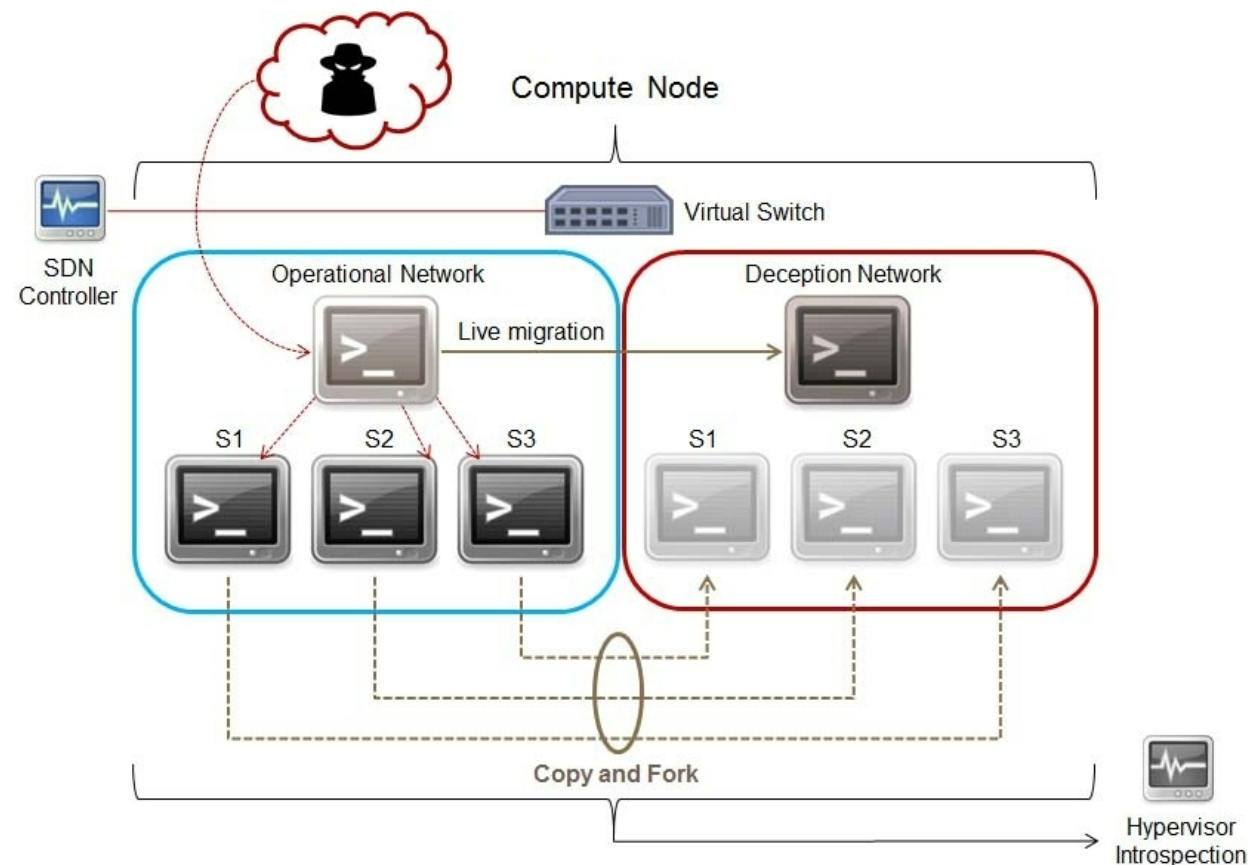 Compute Node
Virtual Switch
SDN
Controller
Operational Network
Deception Network
>_
Live migration
>_
S1
S2
S3
S1
S2
S3
>_
>_
>_
>_
>_
>_
Copy and Fork
Hypervisor
Introspection